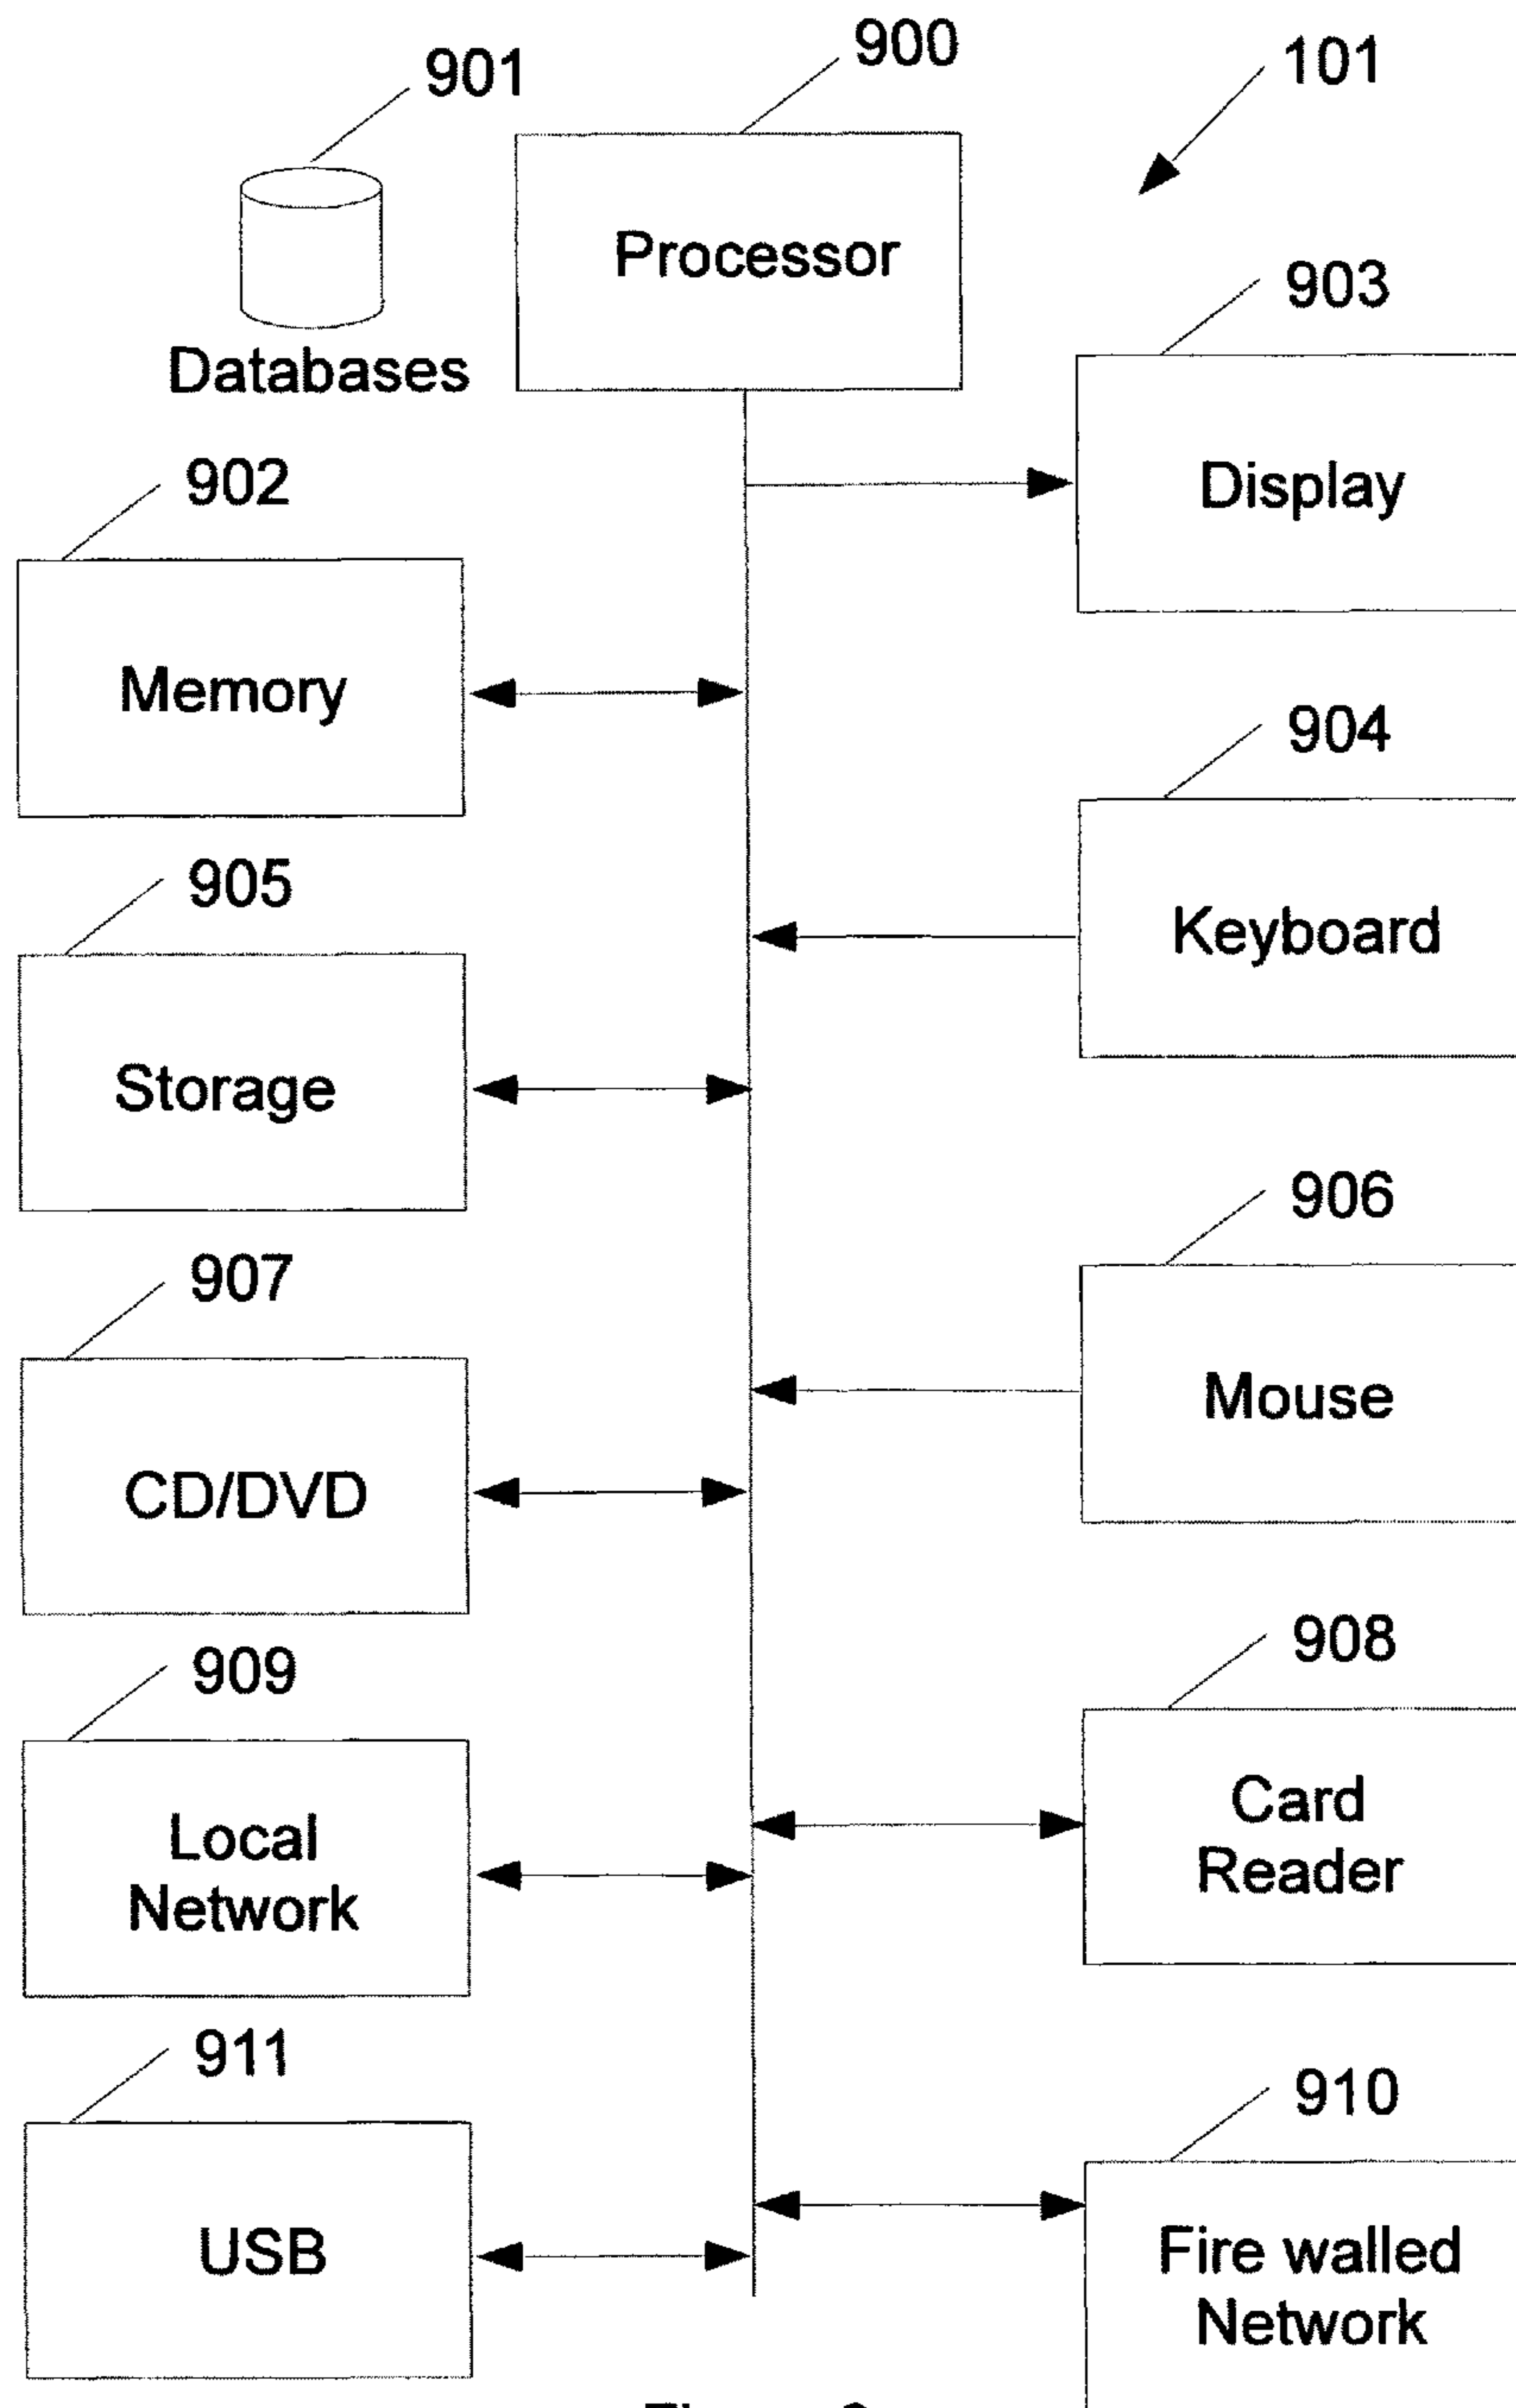 901
900
101
Processor
Databases
903
Display
902
Memory
904
Keyboard
905
Storage
906
Mouse
907
CD/DVD
908
Card
Reader
909
Local
Network
910
Fire walled
Network
911
USB